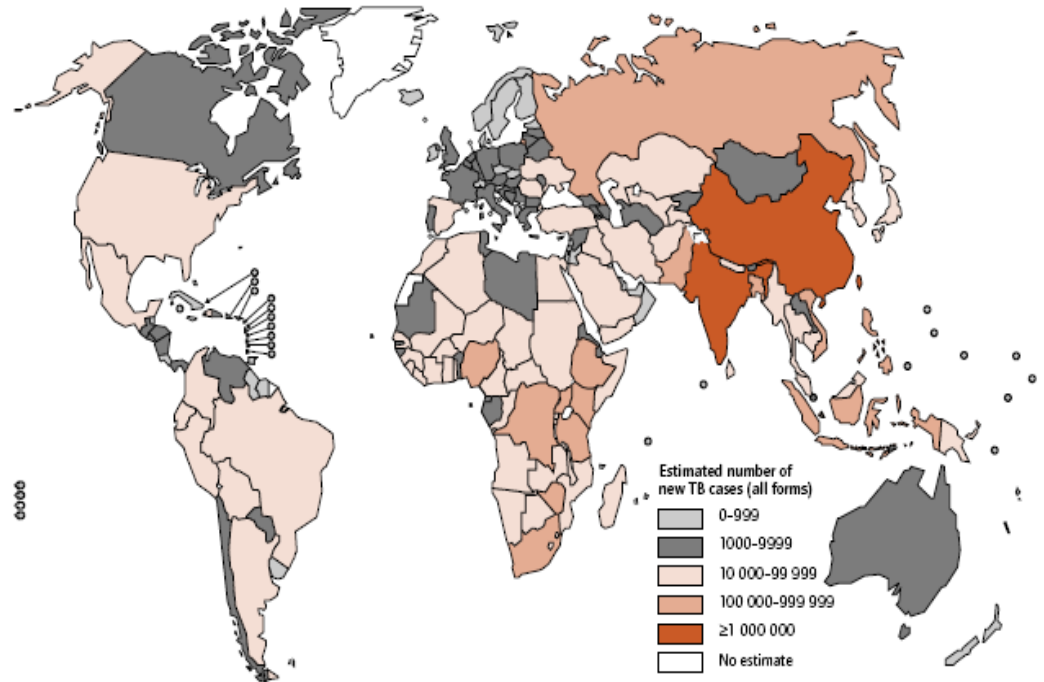 Estimated number of
new TB cases (all forms)
0–999
1000–9999
10 000–99 999
100 000–999 999
≥1 000 000
No estimate